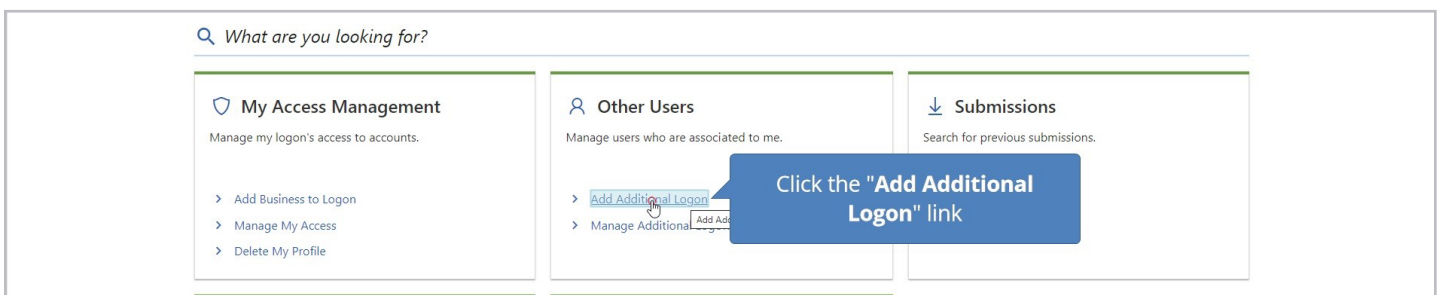 What are you looking for?
My Access Management
Manage my logon's access to accounts.
Add Business to Logon
Manage My Access
Delete My Profile
Other Users
Manage users who are associated to me.
Add Additional Logon
Manage Additional
Add
Submissions
Search for previous submissions.
Click the "Add Additional
Logon" link